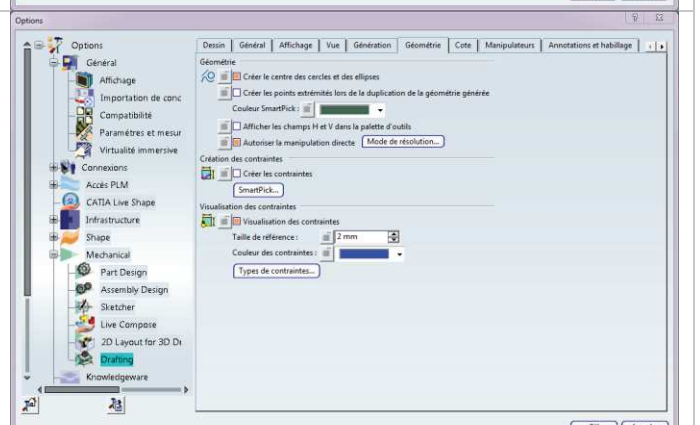 Options
Options
Général
Affichage
Importation de conc
Compatibilité
Paramètres et mesur
Virtualité immersive
Connexions
Accès PLM
CATIA Live Shape
Infrastructure
Shape
Mechanical
Part Design
Assembly Design
Sketcher
Live Compose
2D Layout for 3D De
Drafting
Knowledgeware
Dessin Général Affichage Vue Génération Géométrie Cote Manipulateurs Annotations et habillage
Géométrie
Créer le centre des cercles et des ellipses
Créer les points extrémités lors de la duplication de la géométrie générée
Couleur SmartPick :
Afficher les champs H et V dans la palette d'outils
Autoriser la manipulation directe Mode de résolution...
Création des contraintes
Créer les contraintes
SmartPick...
Visualisation des contraintes
Visualisation des contraintes
Taille de référence : 2 mm
Couleur des contraintes :
Types de contraintes...